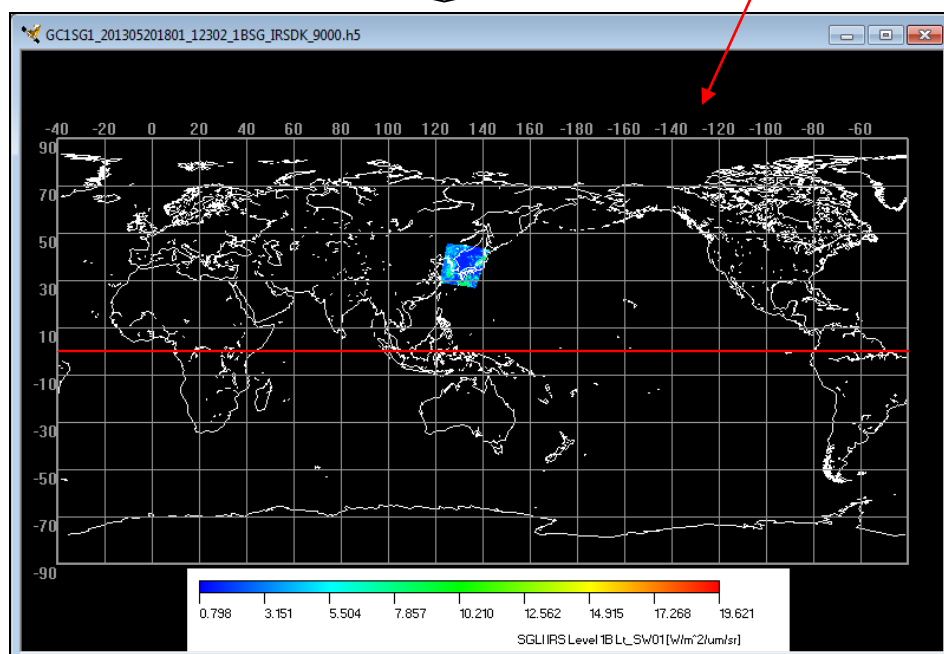 GC1SG1_201305201801_12302_1BSG_IRSDK_9000.h5
-40 -20 0 20 40 60 80 100 120 140 160 -180 -160 -140 -120 -100 -80 -60
90
70
50
30
10
-10
-30
-50
-70
-90
0.798 3.151 5.504 7.857 10.210 12.562 14.915 17.268 19.621
SGLI IRS Level 1B Lt_SW01 [W/m^2/um/sr]